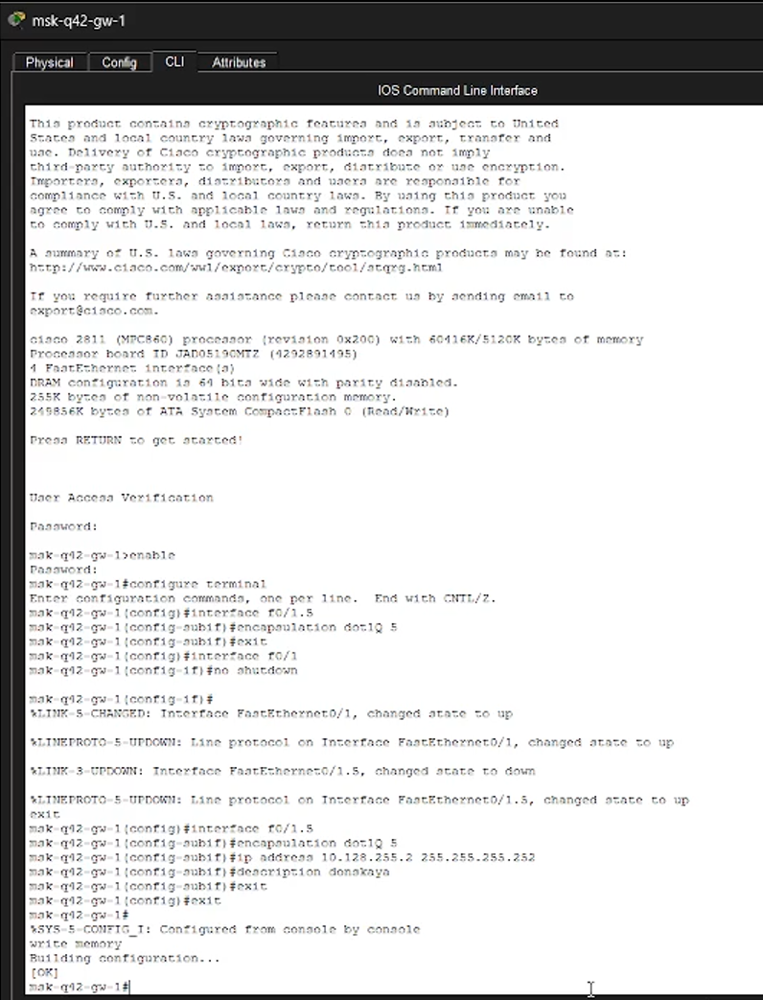 msk-q42-gw-1
Physical Config CLI Attributes
IOS Command Line Interface
This product contains cryptographic features and is subject to United
States and local country laws governing import, export, transfer and
use. Delivery of Cisco cryptographic products does not imply
third-party authority to import, export, distribute or use encryption.
Importers, exporters, distributors and users are responsible for
compliance with U.S. and local country laws. By using this product you
agree to comply with applicable laws and regulations. If you are unable
to comply with U.S. and local laws, return this product immediately.
A summary of U.S. laws governing Cisco cryptographic products may be found at:
http://www.cisco.com/wwl/export/crypto/tool/stqrg.html
If you require further assistance please contact us by sending email to
export@cisco.com.
cisco 2811 (MPC860) processor (revision 0x200) with 60416K/5120K bytes of memory
Processor board ID JAD05190MTZ (4292891495)
4 FastEthernet interface(s)
DRAM configuration is 64 bits wide with parity disabled.
255K bytes of non-volatile configuration memory.
249856K bytes of ATA System CompactFlash 0 (Read/Write)
Press RETURN to get started!
User Access Verification
Password:
msk-q42-gw-1>enable
Password:
msk-q42-gw-1#configure terminal
Enter configuration commands, one per line. End with CNTL/Z.
msk-q42-gw-1(config)#interface f0/1.5
msk-q42-gw-1(config-subif)#encapsulation dot1Q 5
msk-q42-gw-1(config-subif)#exit
msk-q42-gw-1(config)#interface f0/1
msk-q42-gw-1(config-if)#no shutdown
msk-q42-gw-1(config-if)#
%LINK-5-CHANGED: Interface FastEthernet0/1, changed state to up
%LINEPROTO-5-UPDOWN: Line protocol on Interface FastEthernet0/1, changed state to up
%LINK-3-UPDOWN: Interface FastEthernet0/1.5, changed state to down
%LINEPROTO-5-UPDOWN: Line protocol on Interface FastEthernet0/1.5, changed state to up
exit
msk-q42-gw-1(config)#interface f0/1.5
msk-q42-gw-1(config-subif)#encapsulation dot1Q 5
msk-q42-gw-1(config-subif)#ip address 10.128.255.2 255.255.255.252
msk-q42-gw-1(config-subif)#description donskaya
msk-q42-gw-1(config-subif)#exit
msk-q42-gw-1(config)#exit
msk-q42-gw-1#
%SYS-5-CONFIG_I: Configured from console by console
write memory
Building configuration...
[OK]
msk-q42-gw-1#